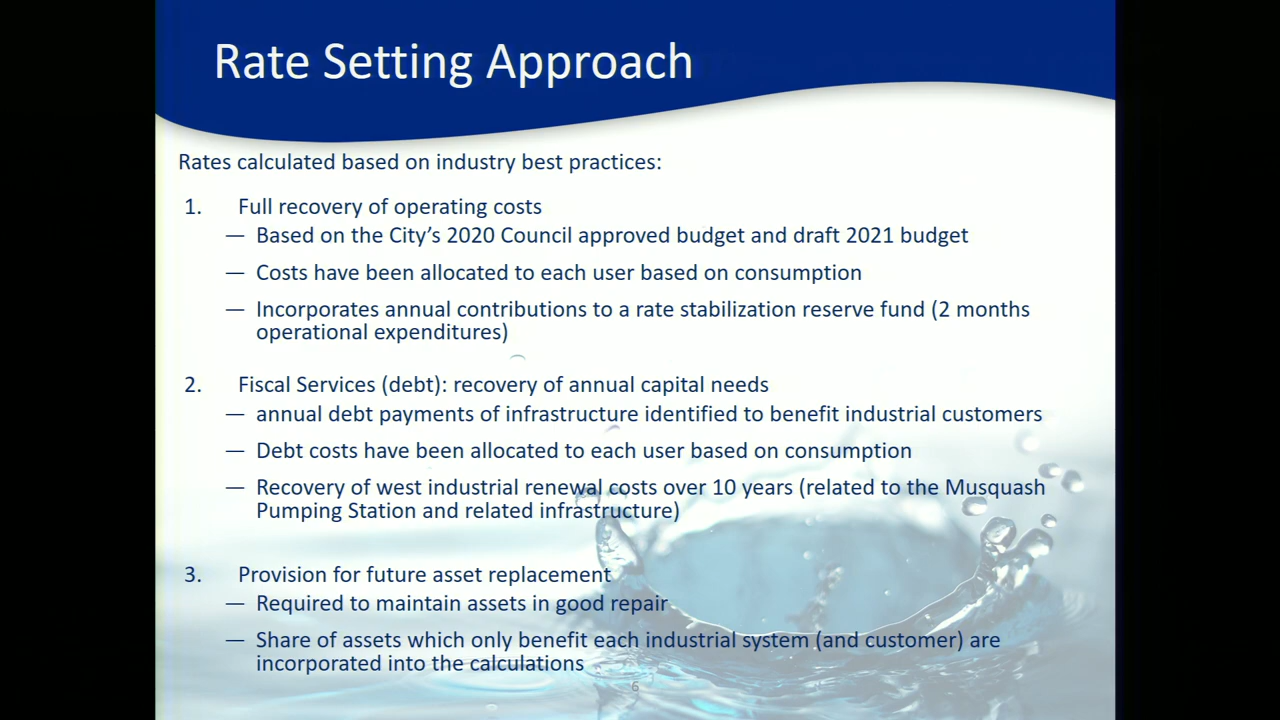 Rate Setting Approach
Rates calculated based on industry best practices:
1. Full recovery of operating costs
— Based on the City’s 2020 Council approved budget and draft 2021 budget
— Costs have been allocated to each user based on consumption
— Incorporates annual contributions to a rate stabilization reserve fund (2 months
operational expenditures)
2. Fiscal Services (debt): recovery of annual capital needs
— annual debt payments of infrastructure identified to benefit industrial customers
— Debt costs have been allocated to each user based on consumption
— Recovery of west industrial renewal costs over 10 years (related to the Musquash
Pumping Station and related infrastructure)
3. Provision for future asset replacement
— Required to maintain assets in good repair
— Share of assets which only benefit each industrial system (and customer) are
incorporated into the calculations
6